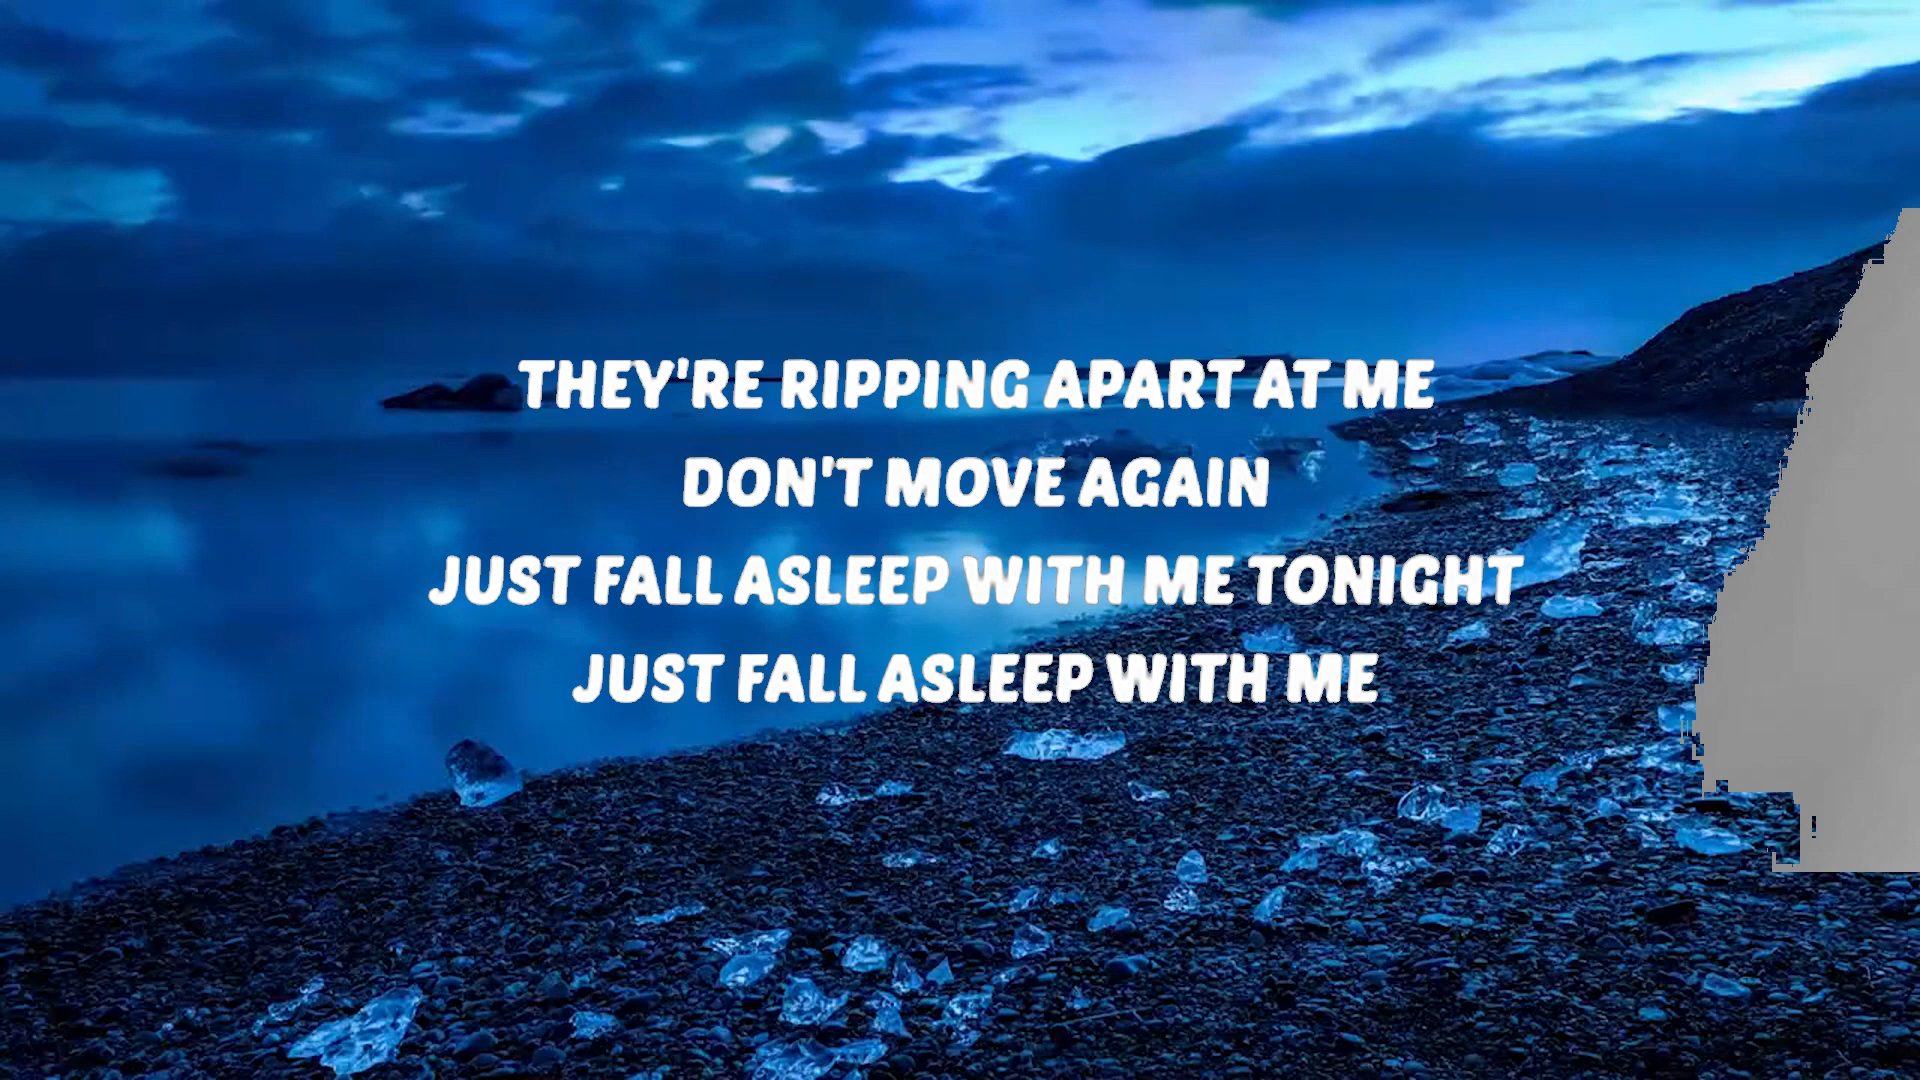 THEY'RE RIPPING APART AT ME
DON'T MOVE AGAIN
JUST FALL ASLEEP WITH ME TONIGHT
JUST FALL ASLEEP WITH ME